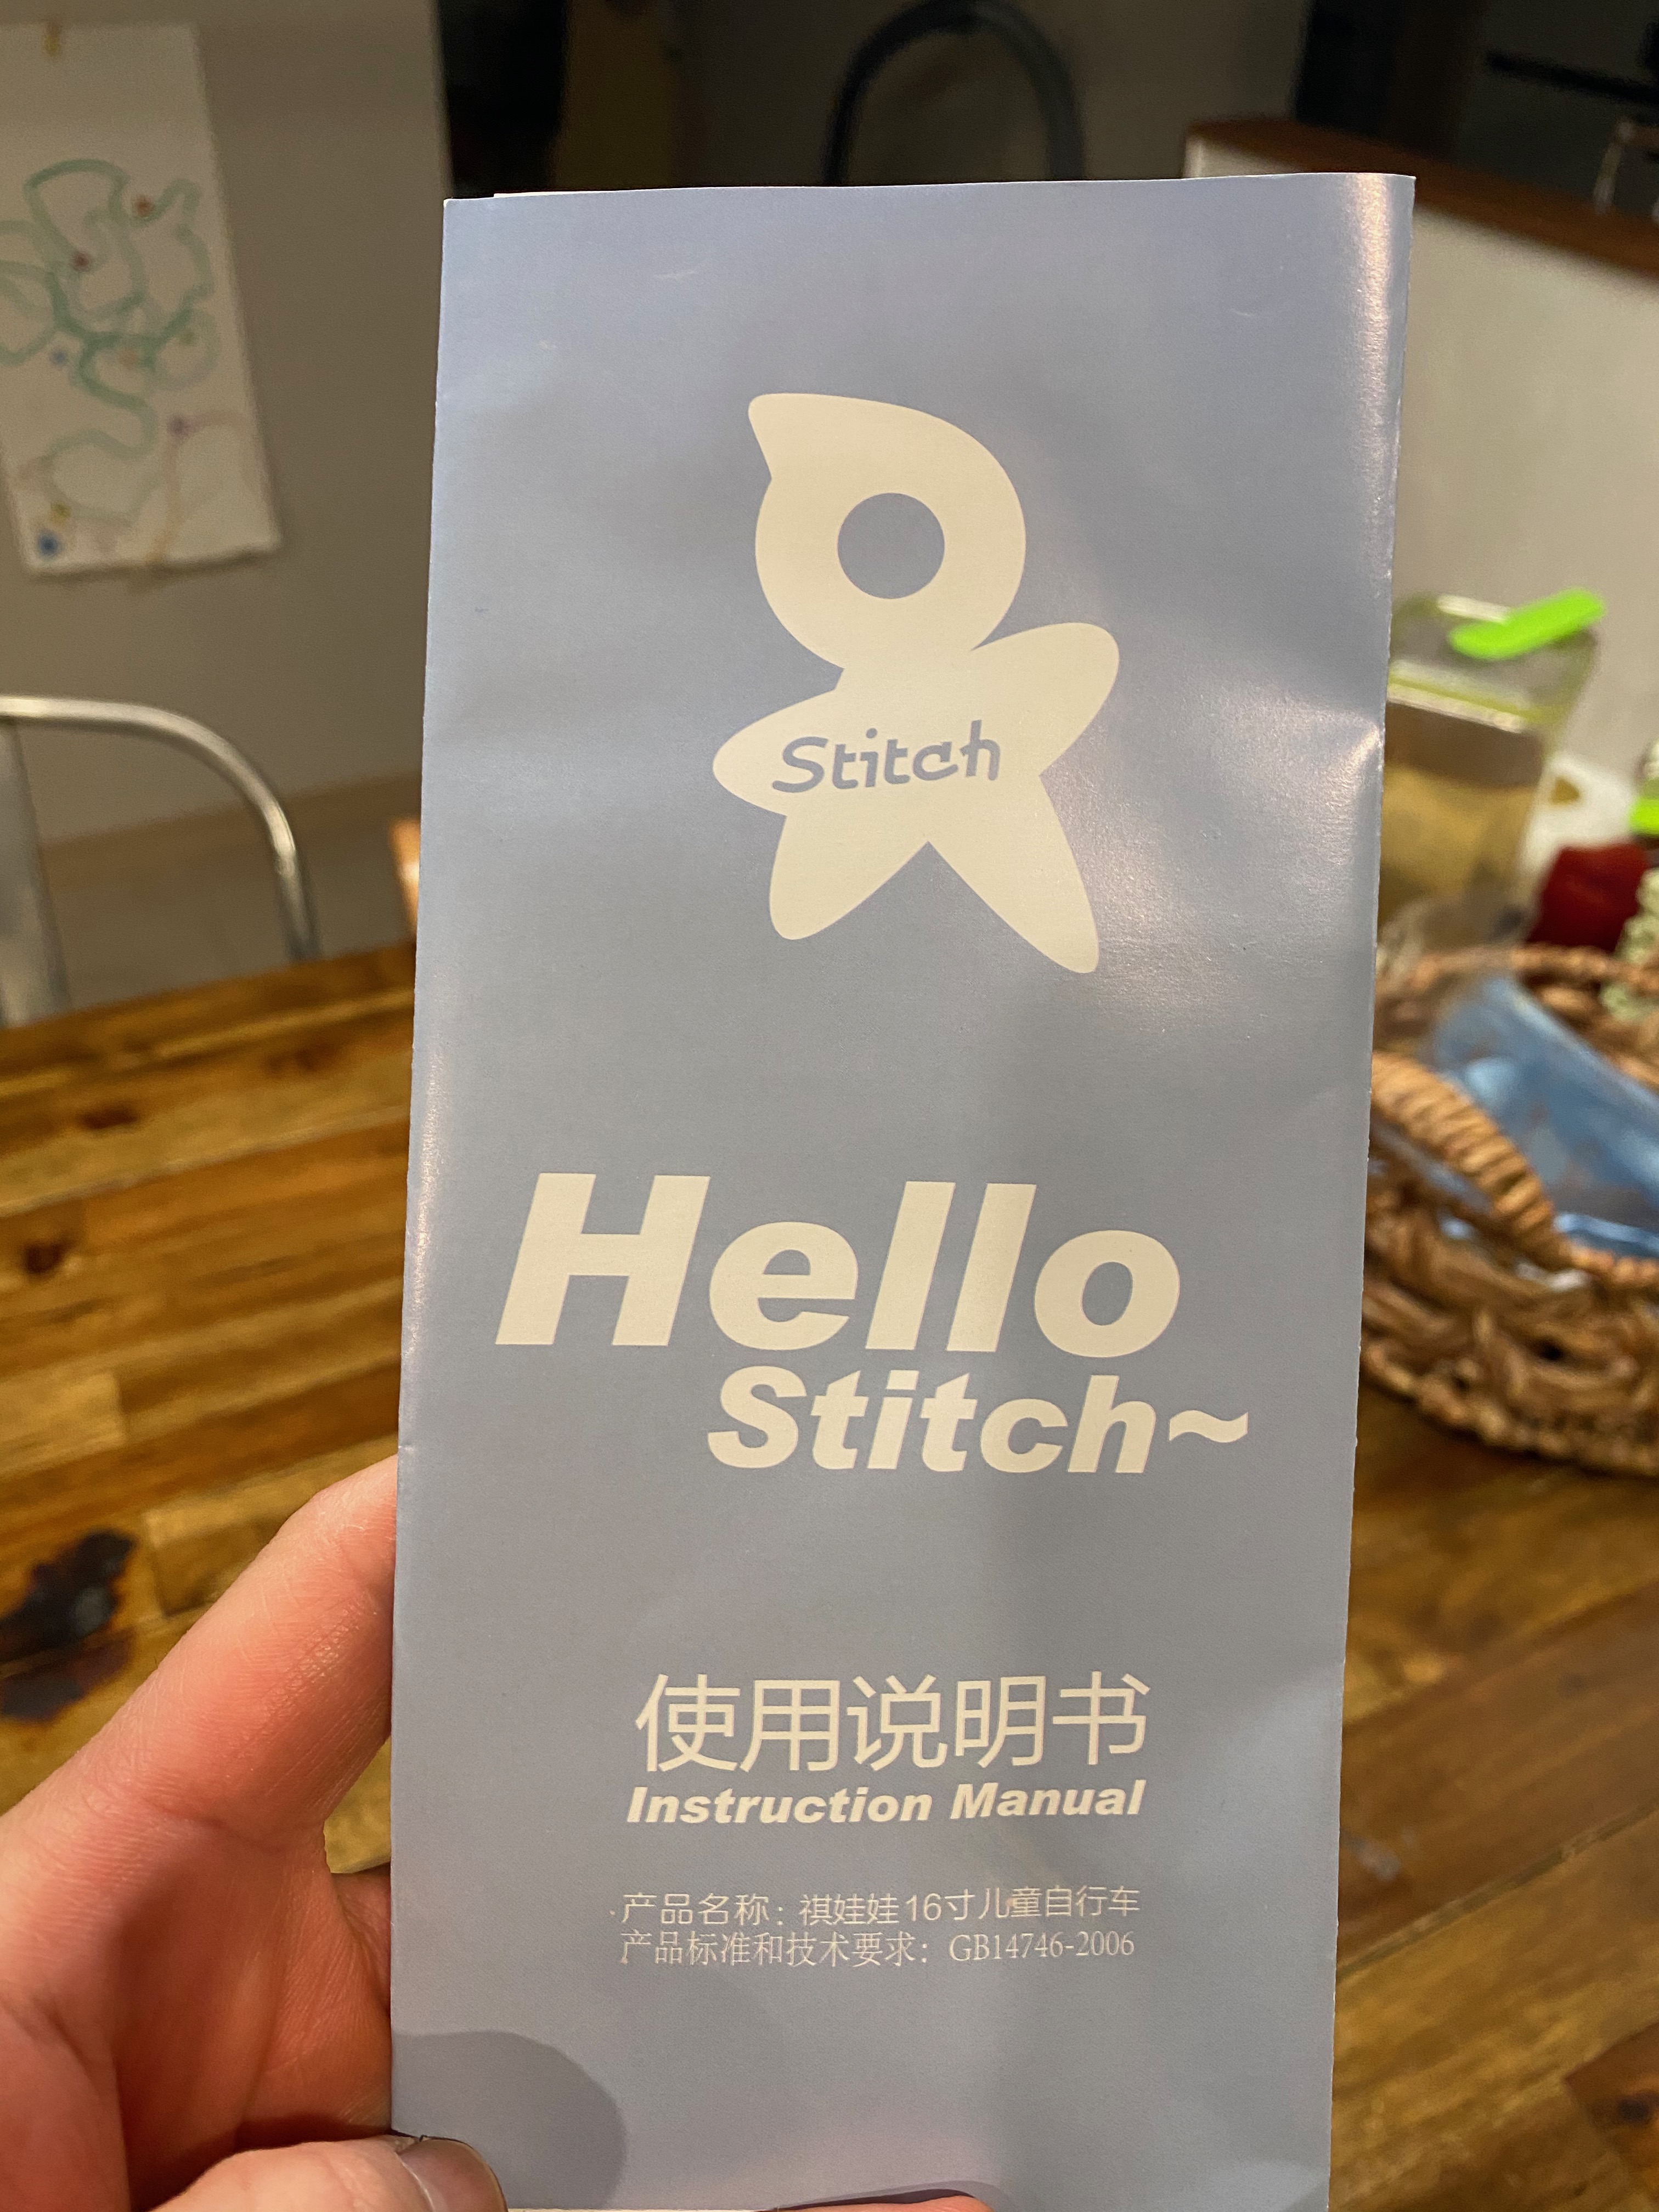 Stitch
Hello
Stitch~
使用说明书
Instruction Manual
产品名称：祺娃娃16寸儿童自行车
产品标准和技术要求：GB14746-2006